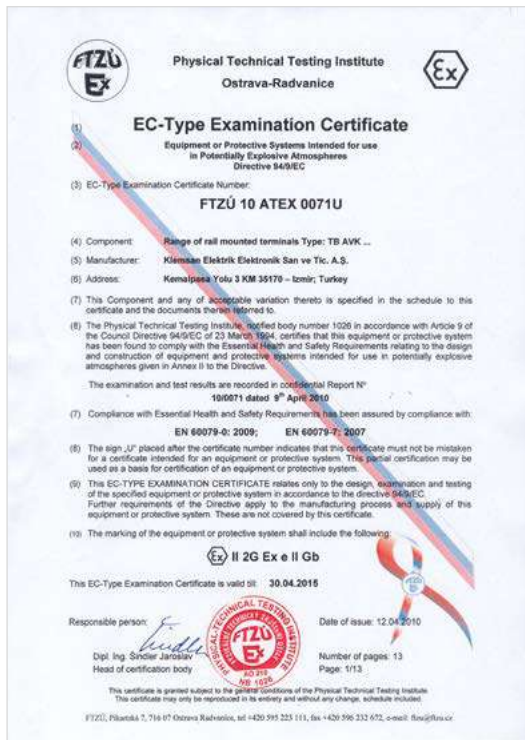 FTZÚ
Ex
Physical Technical Testing Institute
Ostrava-Radvanice
Ex
(1) EC-Type Examination Certificate
(2) Equipment or Protective Systems Intended for use
in Potentially Explosive Atmospheres
Directive 94/9/EC
(3) EC-Type Examination Certificate Number:
FTZÚ 10 ATEX 0071U
(4) Component: Range of rail mounted terminals Type: TB AVK ...
(5) Manufacturer: Klemsan Elektrik Elektronik San ve Tic. A.Ş.
(6) Address: Kemalpasa Yolu 3 KM 35170 – Izmir; Turkey
(7) This Component and any of acceptable variation thereto is specified in the schedule to this
certificate and the documents therein referred to.
(8) The Physical Technical Testing Institute, notified body number 1026 in accordance with Article 9 of
the Council Directive 94/9/EC of 23 March 1994, certifies that this equipment or protective system
has been found to comply with the Essential Health and Safety Requirements relating to the design
and construction of equipment and protective systems intended for use in potentially explosive
atmospheres given in Annex II to the Directive.
The examination and test results are recorded in confidential Report N°
10/0071 dated 9th April 2010
(7) Compliance with Essential Health and Safety Requirements has been assured by compliance with:
EN 60079-0: 2009; EN 60079-7: 2007
(8) The sign „U" placed after the certificate number indicates that this certificate must not be mistaken
for a certificate intended for an equipment or protective system. This partial certification may be
used as a basis for certification of an equipment or protective system.
(9) This EC-TYPE EXAMINATION CERTIFICATE relates only to the design, examination and testing
of the specified equipment or protective system in accordance to the directive 94/9/EC.
Further requirements of the Directive apply to the manufacturing process and supply of this
equipment or protective system. These are not covered by this certificate.
(10) The marking of the equipment or protective system shall include the following:
Ex II 2G Ex e II Gb
This EC-Type Examination Certificate is valid till: 30.04.2015
Responsible person:
Date of issue: 12.04.2010
Dipl. Ing. Šindler Jaroslav
Head of certification body
PHYSICAL-TECHNICAL TESTING INSTITUTE
FTZÚ
Ex
AO 210
NB 1026
Number of pages: 13
Page: 1/13
This certificate is granted subject to the general conditions of the Physical Technical Testing Institute.
This certificate may only be reproduced in its entirety and without any change, schedule included.
FTZÚ, Pikartská 7, 716 07 Ostrava Radvanice, tel +420 595 223 111, fax +420 596 232 672, e-mail: ftzu@ftzu.cz